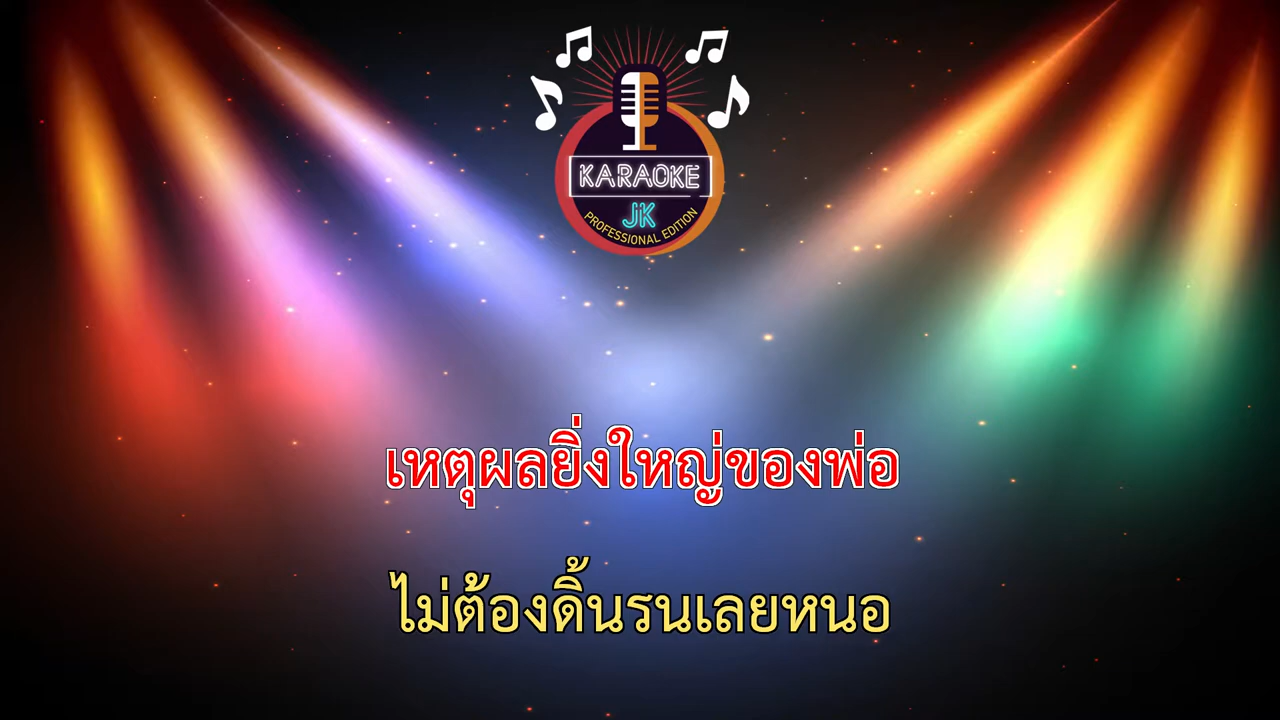 KARAOKE
JK
PROFESSIONAL EDITION
เหตุผลยิ่งใหญ่ของพ่อ
ไม่ต้องดิ้นรนเลยหนอ